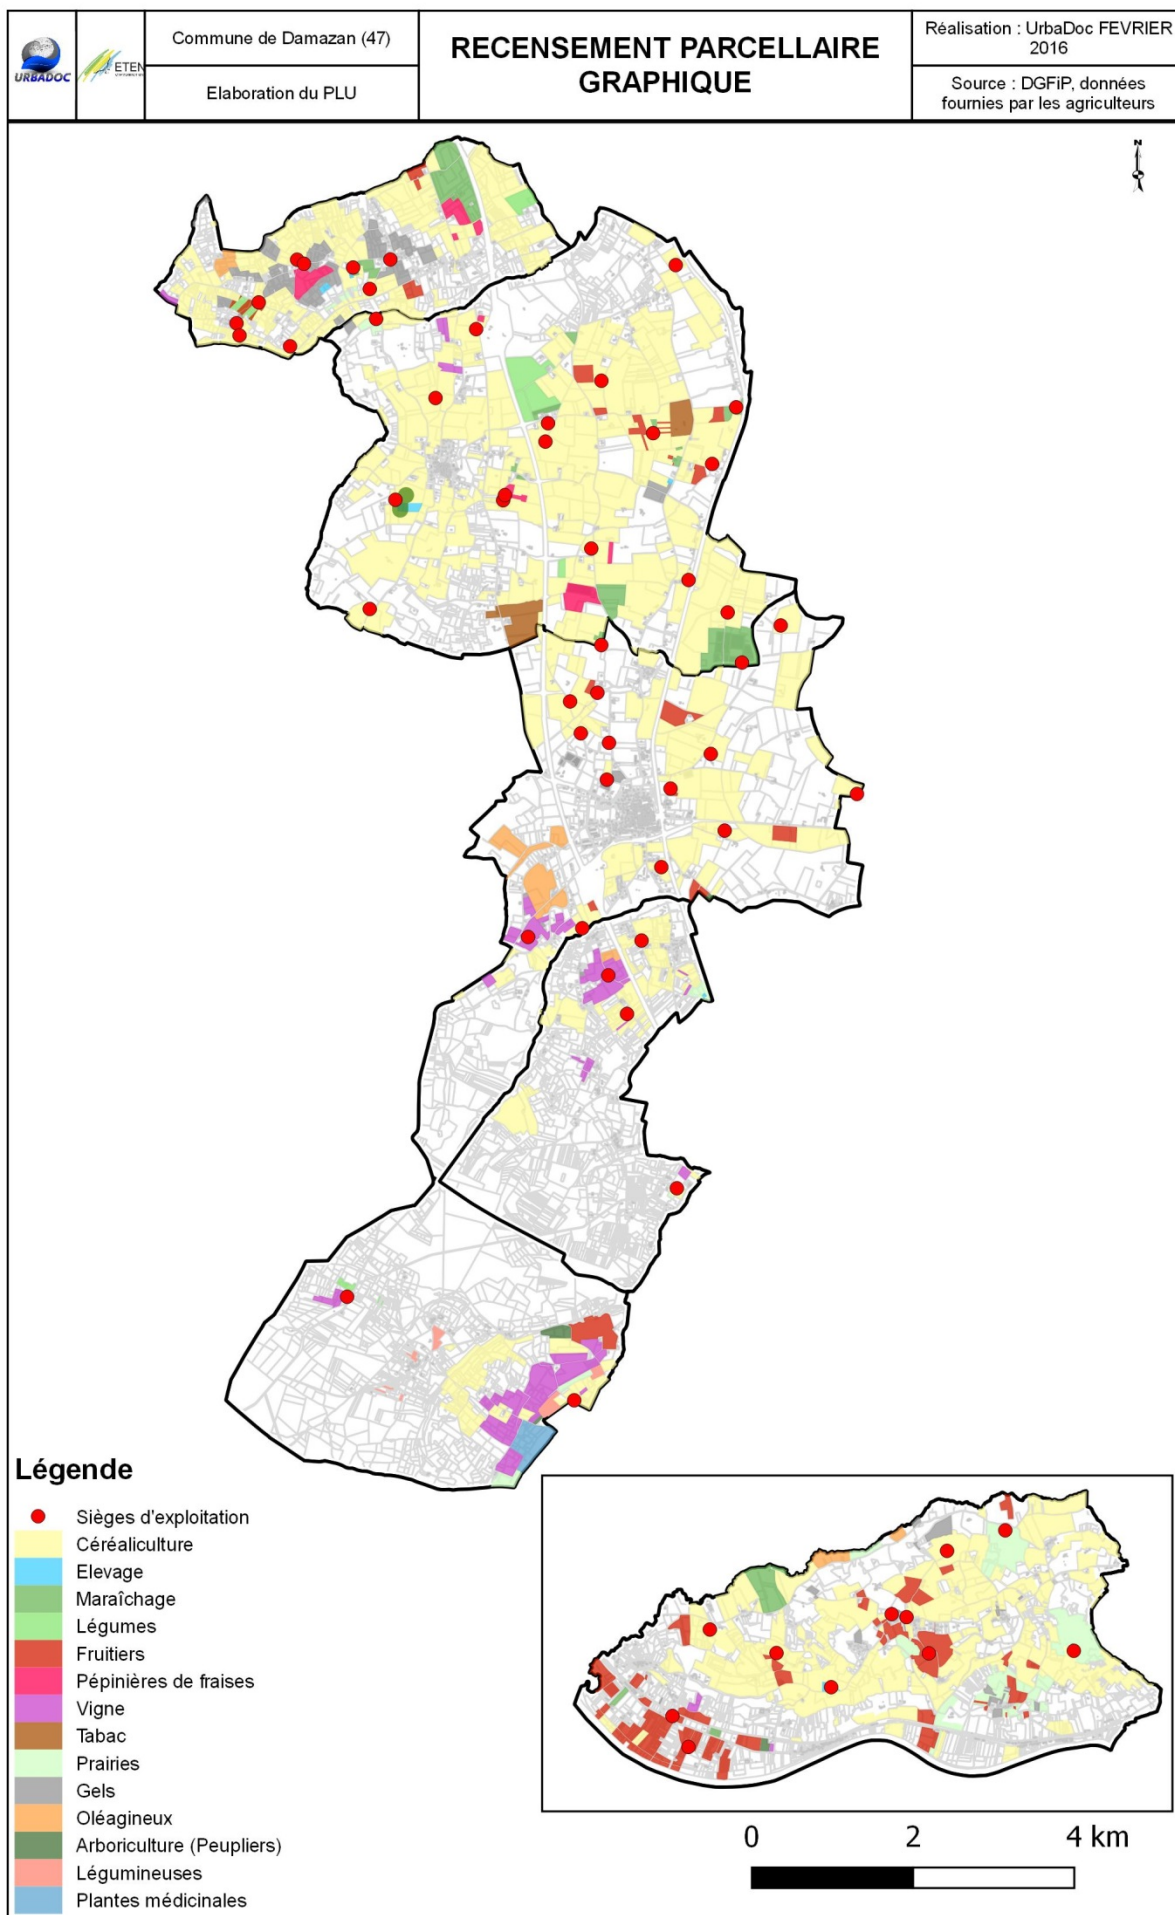 URBADOC
ETEN
Commune de Damazan (47)
Elaboration du PLU
RECENSEMENT PARCELLAIRE
GRAPHIQUE
Réalisation : UrbaDoc FEVRIER
2016
Source : DGFiP, données
fournies par les agriculteurs
N
Légende
Sièges d'exploitation
Céréaliculture
Elevage
Maraîchage
Légumes
Fruitiers
Pépinières de fraises
Vigne
Tabac
Prairies
Gels
Oléagineux
Arboriculture (Peupliers)
Légumineuses
Plantes médicinales
0 2 4 km